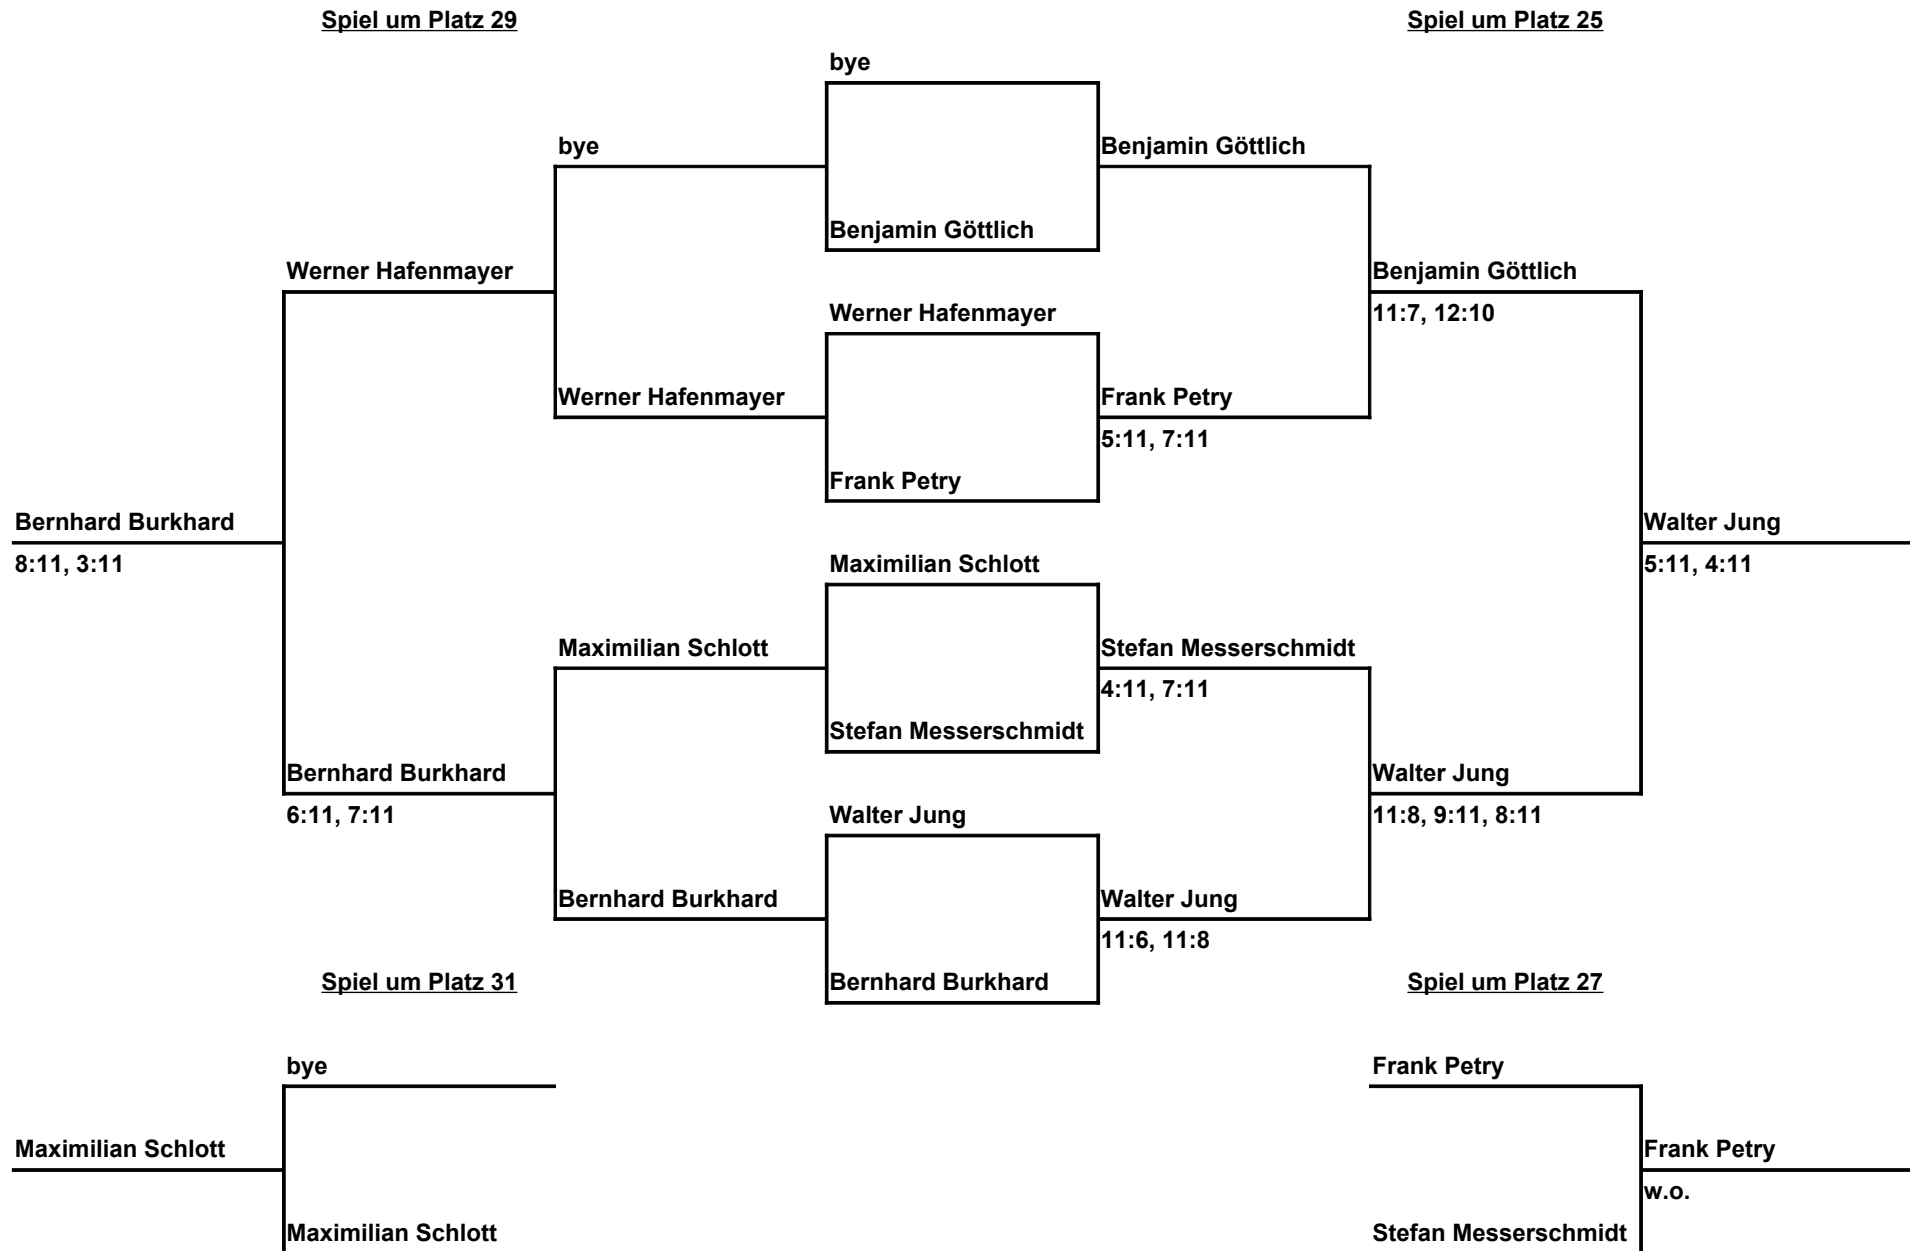 Spiel um Platz 29
Spiel um Platz 25
bye
bye
Benjamin Göttlich
Benjamin Göttlich
Werner Hafenmayer
Benjamin Göttlich
Werner Hafenmayer
11:7, 12:10
Werner Hafenmayer
Frank Petry
5:11, 7:11
Frank Petry
Bernhard Burkhard
Walter Jung
8:11, 3:11
Maximilian Schlott
5:11, 4:11
Maximilian Schlott
Stefan Messerschmidt
4:11, 7:11
Stefan Messerschmidt
Bernhard Burkhard
Walter Jung
6:11, 7:11
Walter Jung
11:8, 9:11, 8:11
Bernhard Burkhard
Walter Jung
11:6, 11:8
Spiel um Platz 31
Bernhard Burkhard
Spiel um Platz 27
bye
Frank Petry
Maximilian Schlott
Frank Petry
w.o.
Maximilian Schlott
Stefan Messerschmidt